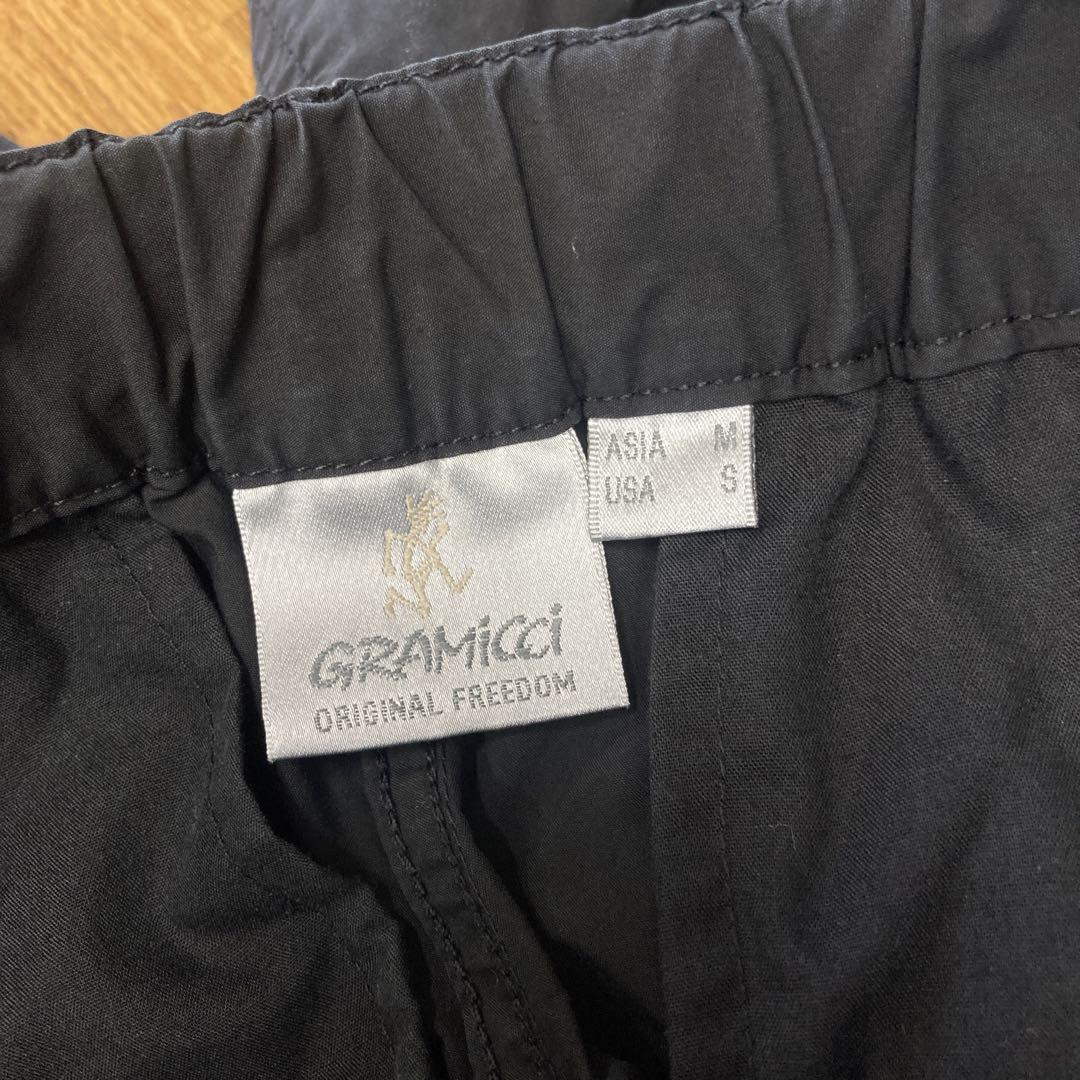 GRAMiCCi
ORIGINAL FREEDOM
ASIA M
USA S